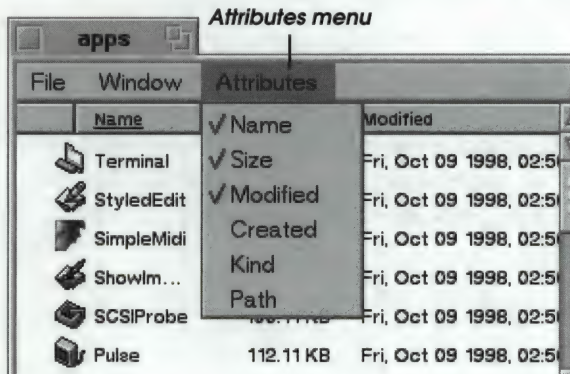 Attributes menu
apps
File Window Attributes
Name Modified
Name
Size
Modified
Created
Kind
Path
Terminal Fri, Oct 09 1998, 02:5
StyledEdit Fri, Oct 09 1998, 02:5
SimpleMidi Fri, Oct 09 1998, 02:5
ShowIm... Fri, Oct 09 1998, 02:5
SCSIProbe Fri, Oct 09 1998, 02:5
Pulse 112.11 KB Fri, Oct 09 1998, 02:5